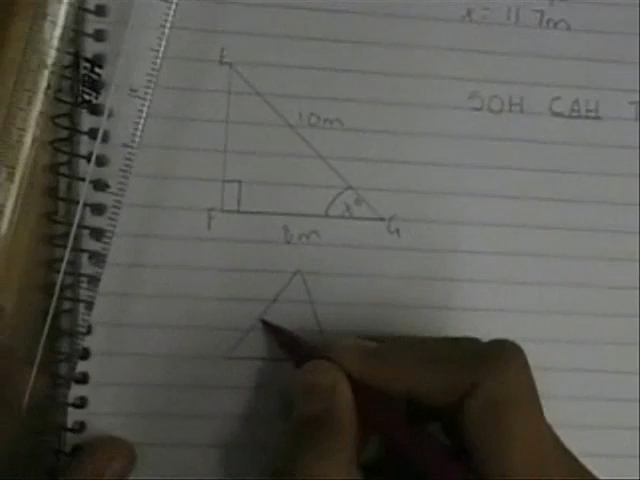 x = 11.7m
SOH CAH T
L
10m
x°
F
8m
G